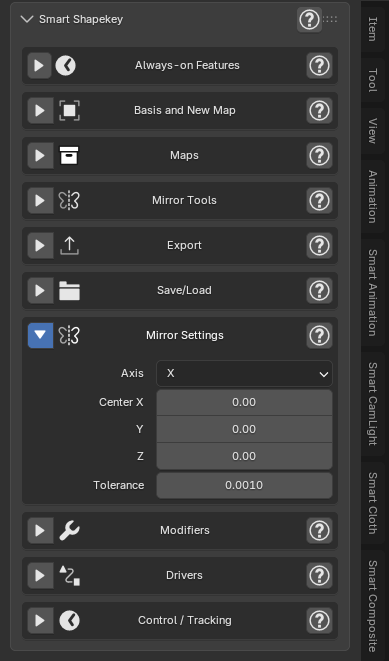 Smart Shapekey
Always-on Features
Basis and New Map
Maps
Mirror Tools
Export
Save/Load
Mirror Settings
Axis X
Center X 0.00
Y 0.00
Z 0.00
Tolerance 0.0010
Modifiers
Drivers
Control / Tracking
Item
Tool
View
Animation
Smart Animation
Smart CamLight
Smart Cloth
Smart Composite